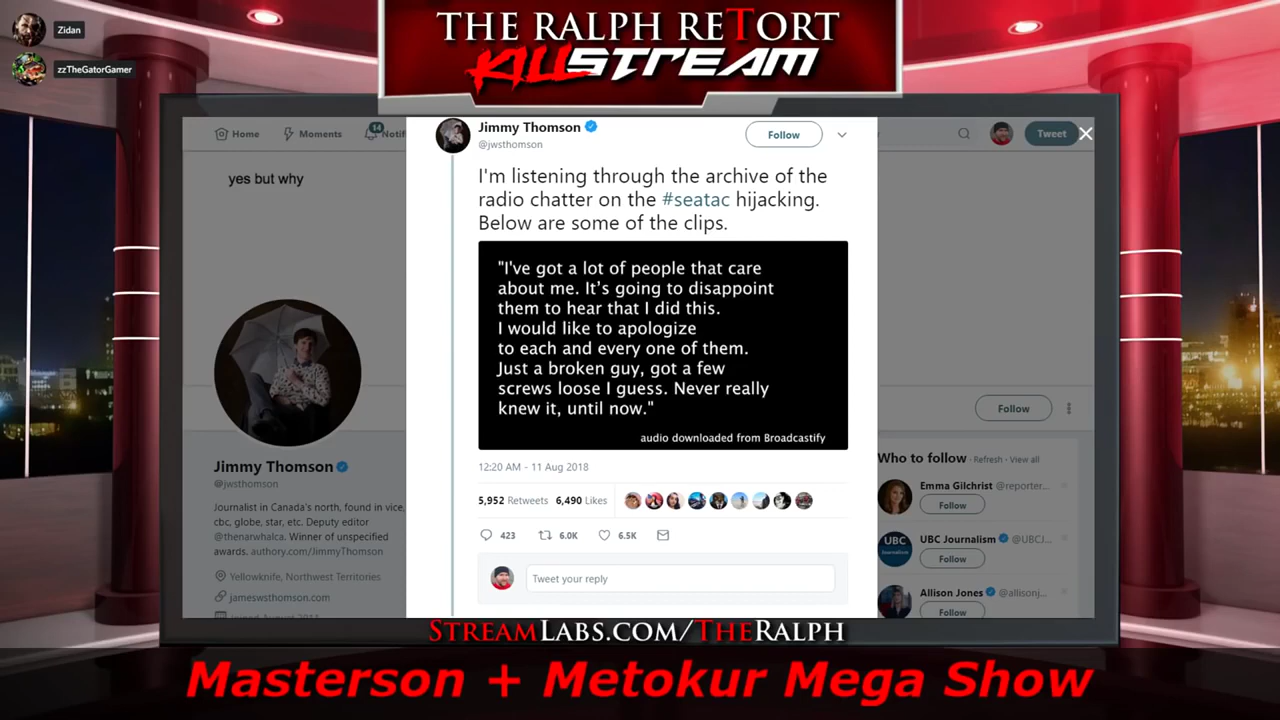 Zidan
zzTheGatorGamer
THE RALPH RETORT
KILLSTREAM
Home
Moments
14
Notif
Tweet
yes but why
Jimmy Thomson
@jwsthomson
Follow
I'm listening through the archive of the
radio chatter on the #seatac hijacking.
Below are some of the clips.
"I've got a lot of people that care
about me. It's going to disappoint
them to hear that I did this.
I would like to apologize
to each and every one of them.
Just a broken guy, got a few
screws loose I guess. Never really
knew it, until now."
audio downloaded from Broadcastify
12:20 AM - 11 Aug 2018
5,952 Retweets 6,490 Likes
423 6.0K 6.5K
Tweet your reply
Jimmy Thomson
@jwsthomson
Journalist in Canada's north, found in vice,
cbc, globe, star, etc. Deputy editor
@thenarwhalca. Winner of unspecified
awards. authory.com/JimmyThomson
Yellowknife, Northwest Territories
jameswsthomson.com
Follow
Who to follow · Refresh · View all
Emma Gilchrist @reporter...
Follow
UBC
Journalism
UBC Journalism @UBCJ...
Follow
Allison Jones @allisonj...
Follow
STREAMLABS.COM/THERALPH
Masterson + Metokur Mega Show